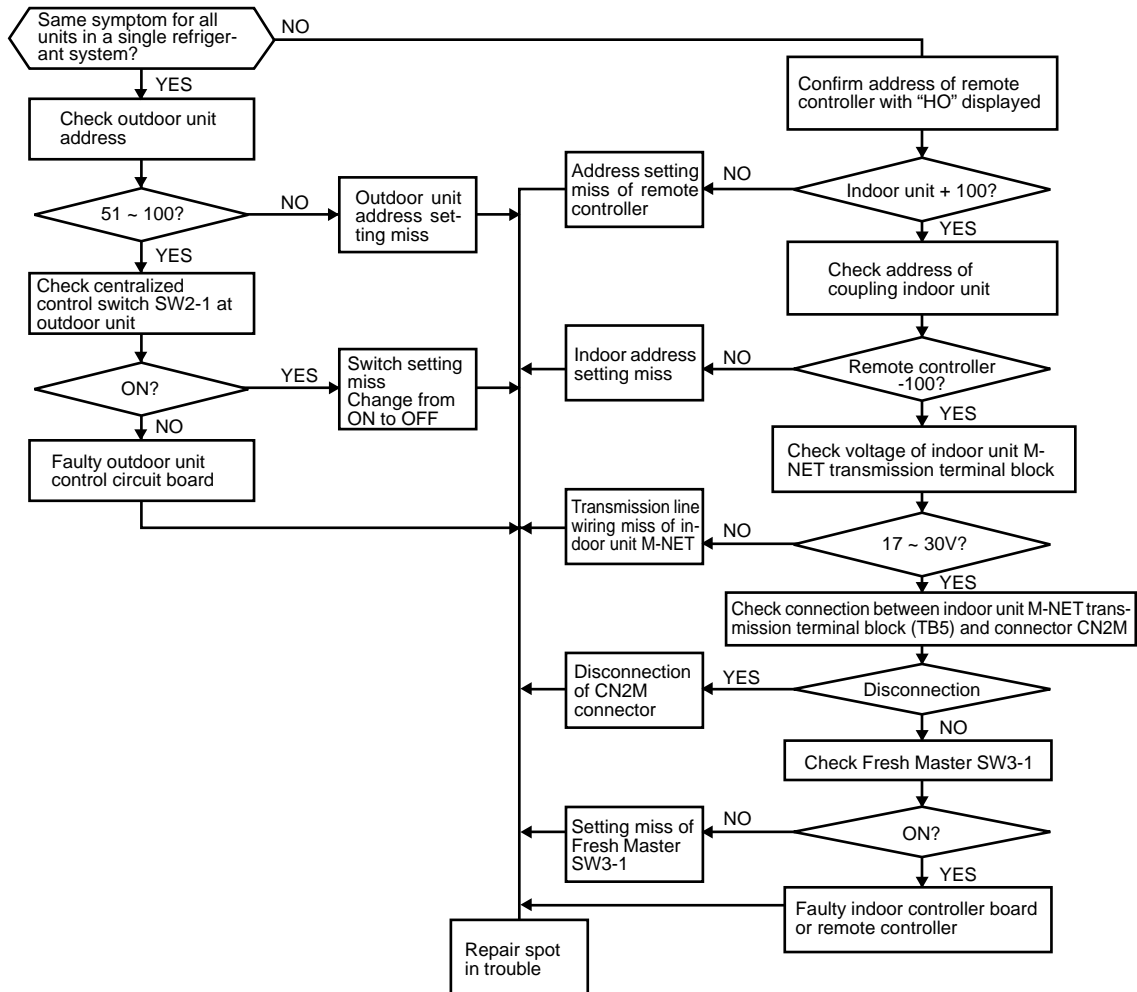 Same symptom for all
units in a single refriger-
ant system?
NO
YES
Check outdoor unit
address
51 ~ 100?
NO
Outdoor unit
address set-
ting miss
YES
Check centralized
control switch SW2-1 at
outdoor unit
ON?
YES
Switch setting
miss
Change from
ON to OFF
NO
Faulty outdoor unit
control circuit board
Confirm address of remote
controller with “HO” displayed
Indoor unit + 100?
NO
Address setting
miss of remote
controller
YES
Check address of
coupling indoor unit
Remote controller
-100?
NO
Indoor address
setting miss
YES
Check voltage of indoor unit M-
NET transmission terminal block
17 ~ 30V?
NO
Transmission line
wiring miss of in-
door unit M-NET
YES
Check connection between indoor unit M-NET trans-
mission terminal block (TB5) and connector CN2M
Disconnection
YES
Disconnection
of CN2M
connector
NO
Check Fresh Master SW3-1
ON?
NO
Setting miss of
Fresh Master
SW3-1
YES
Faulty indoor controller board
or remote controller
Repair spot
in trouble